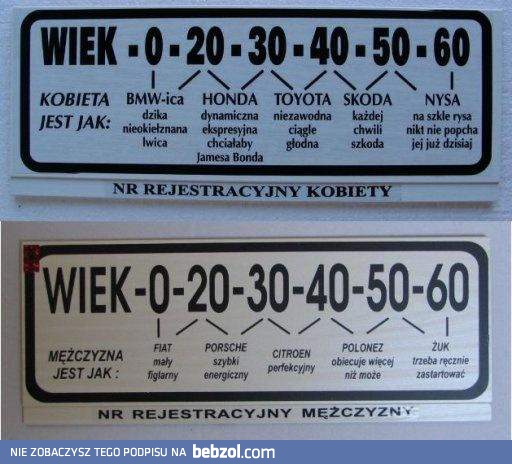 WIEK - 0 - 20 - 30 - 40 - 50 - 60
KOBIETA JEST JAK:
BMW-ica
dzika
nieokiełznana
lwica
HONDA
dynamiczna
ekspresyjna
chciałaby
Jamesa Bonda
TOYOTA
niezawodna
ciągle
głodna
SKODA
każdej
chwili
szkoda
NYSA
na szkle rysa
nikt nie popcha
jej już dzisiaj
NR REJESTRACYJNY KOBIETY
WIEK-0-20-30-40-50-60
MĘŻCZYZNA
JEST JAK :
FIAT
mały
figlarny
PORSCHE
szybki
energiczny
CITROEN
perfekcyjny
POLONEZ
obiecuje więcej
niż może
ŻUK
trzeba ręcznie
zastartować
NR REJESTRACYJNY MĘŻCZYZNY
NIE ZOBACZYSZ TEGO PODPISU NA bebzol.com